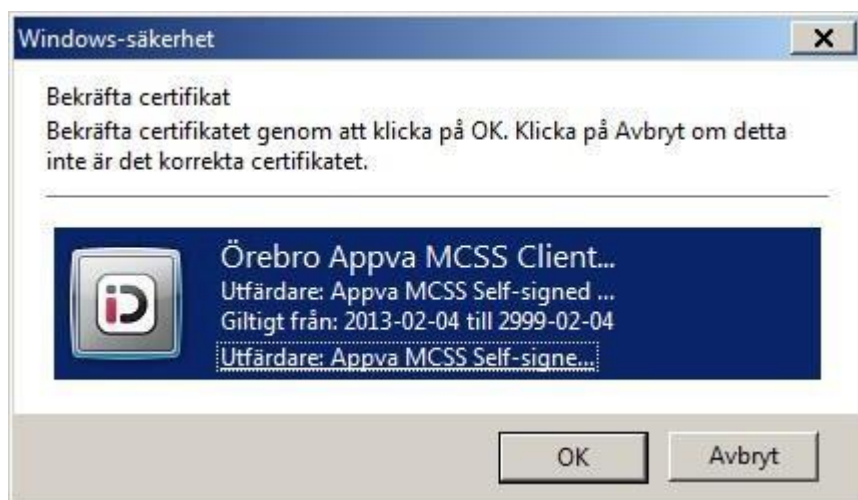 Windows-säkerhet
Bekräfta certifikat
Bekräfta certifikatet genom att klicka på OK. Klicka på Avbryt om detta
inte är det korrekta certifikatet.
iD
Örebro Appva MCSS Client...
Utfärdare: Appva MCSS Self-signed ...
Giltigt från: 2013-02-04 till 2999-02-04
Utfärdare: Appva MCSS Self-signe...
OK
Avbryt